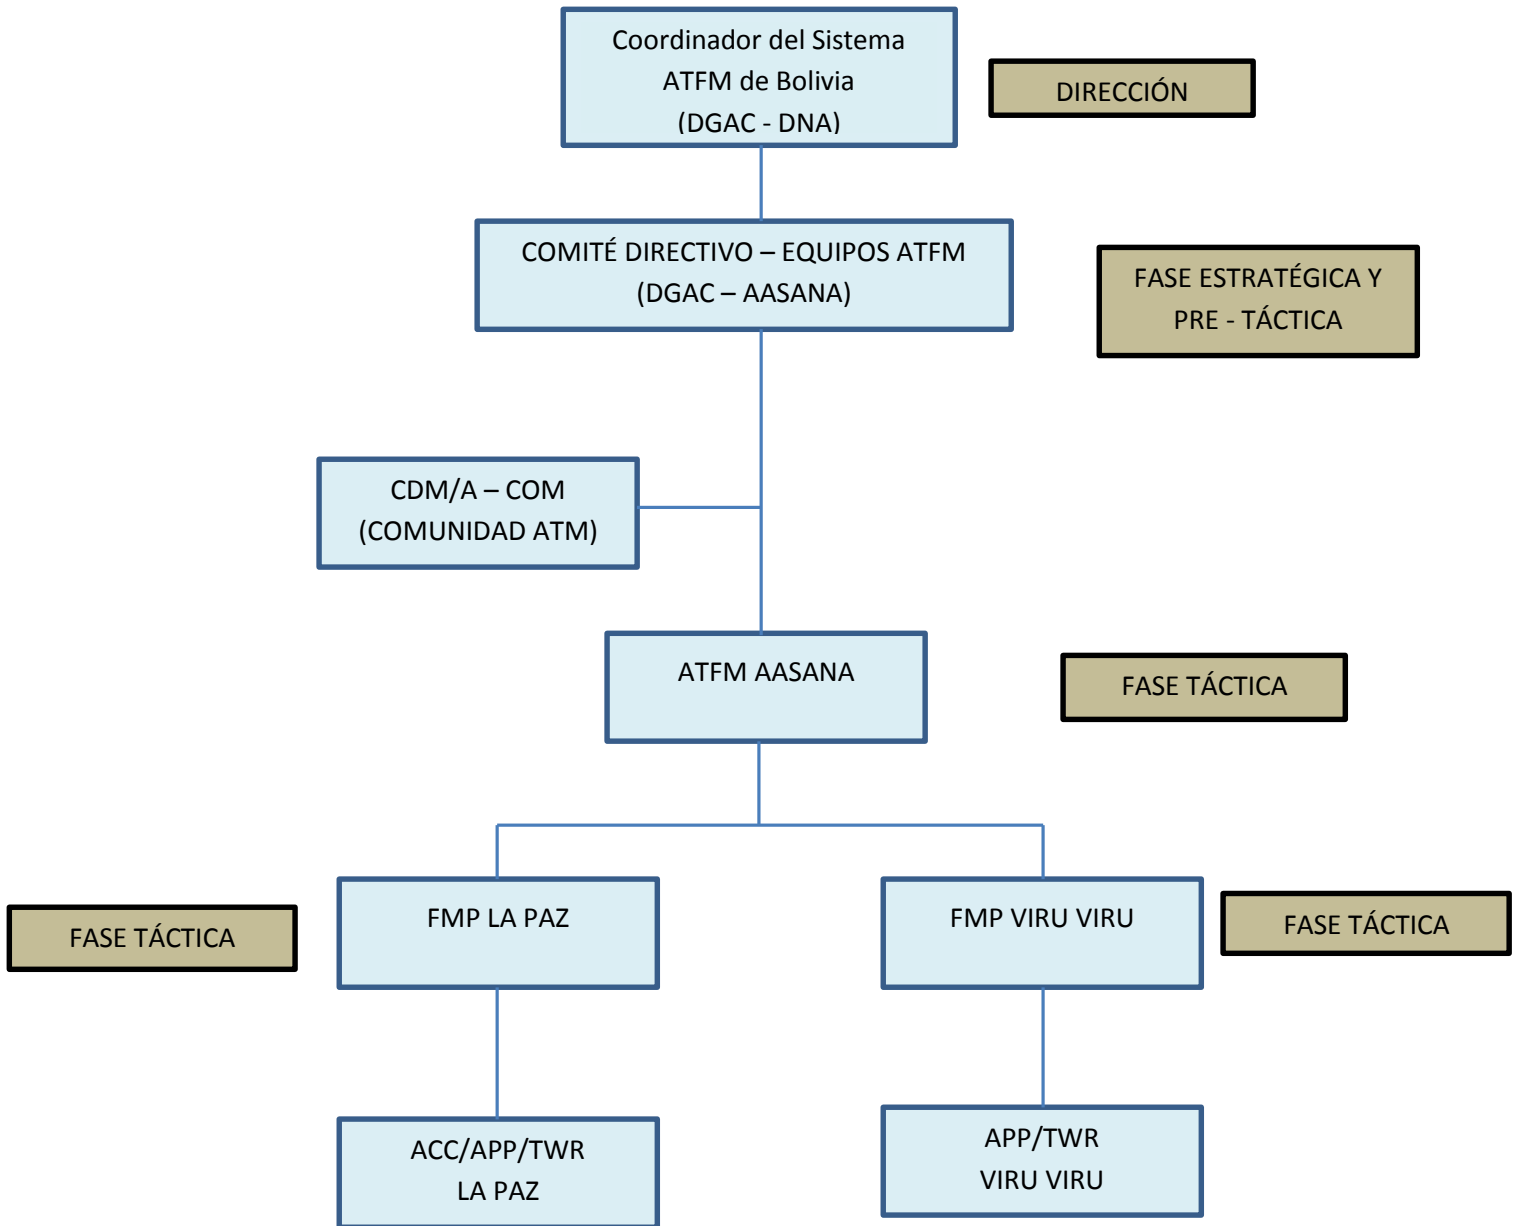 Coordinador del Sistema
ATFM de Bolivia
(DGAC - DNA)
DIRECCIÓN
COMITÉ DIRECTIVO – EQUIPOS ATFM
(DGAC – AASANA)
FASE ESTRATÉGICA Y
PRE - TÁCTICA
CDM/A – COM
(COMUNIDAD ATM)
ATFM AASANA
FASE TÁCTICA
FASE TÁCTICA
FMP LA PAZ
FMP VIRU VIRU
FASE TÁCTICA
ACC/APP/TWR
LA PAZ
APP/TWR
VIRU VIRU